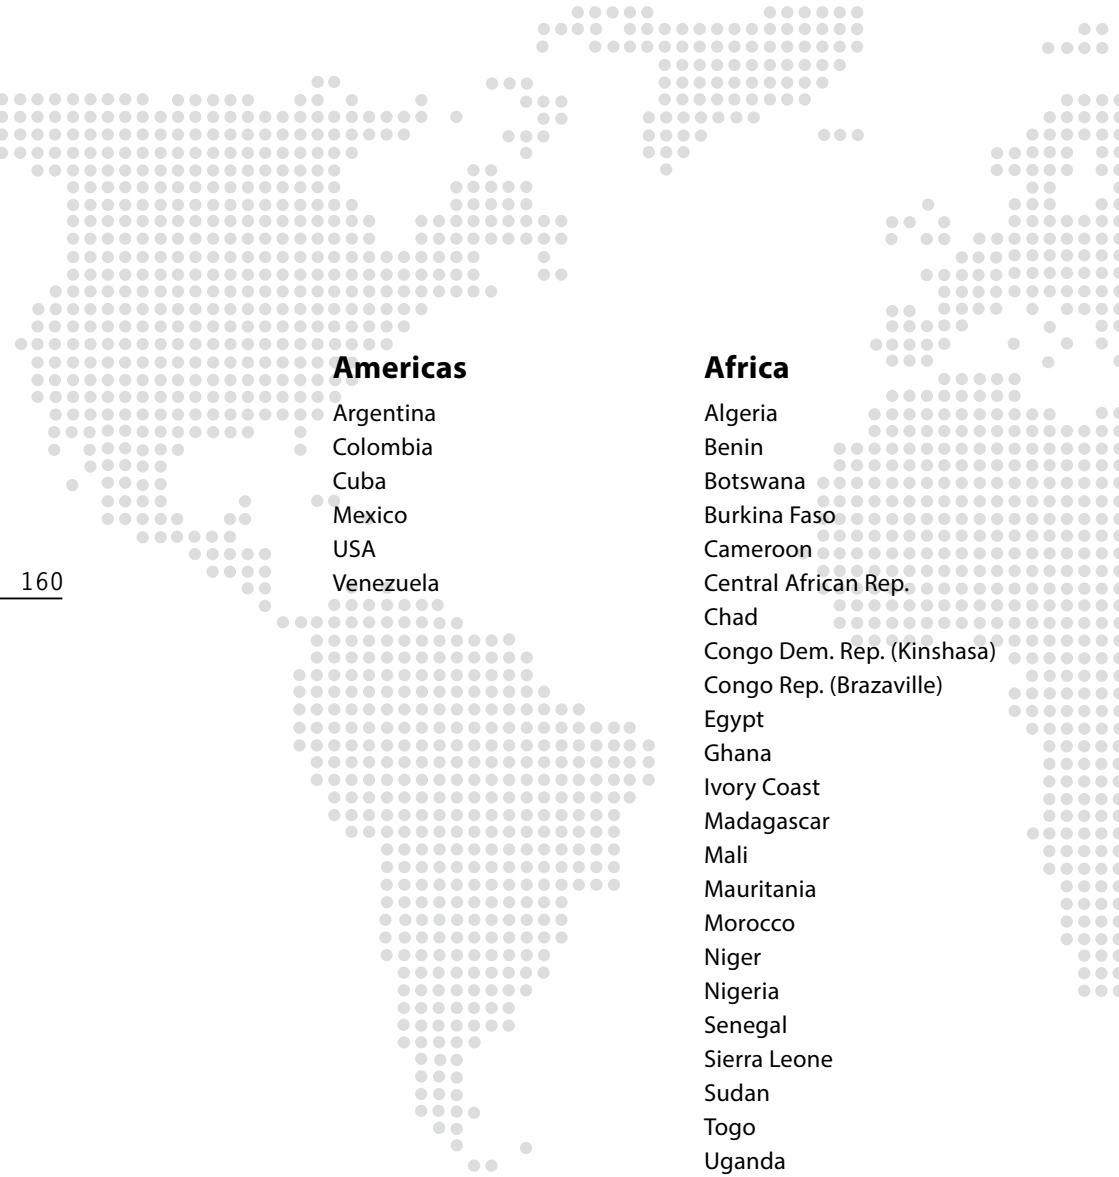 Americas
Argentina
Colombia
Cuba
Mexico
USA
Venezuela
160
Africa
Algeria
Benin
Botswana
Burkina Faso
Cameroon
Central African Rep.
Chad
Congo Dem. Rep. (Kinshasa)
Congo Rep. (Brazaville)
Egypt
Ghana
Ivory Coast
Madagascar
Mali
Mauritania
Morocco
Niger
Nigeria
Senegal
Sierra Leone
Sudan
Togo
Uganda